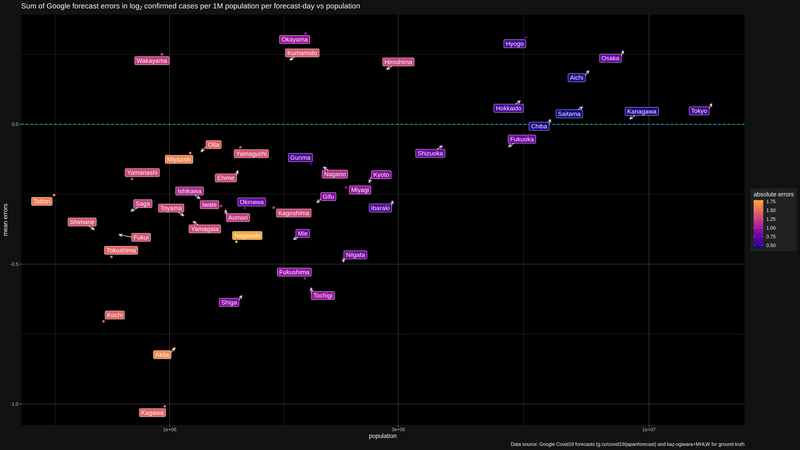 Sum of Google forecast errors in log2 confirmed cases per 1M population per forecast-day vs population
Okayama
Hyogo
Kumamoto
Wakayama
Hiroshima
Osaka
Aichi
Hokkaido
Saitama
Kanagawa
Tokyo
0.0
Chiba
Fukuoka
Oita
Yamaguchi
Shizuoka
Miyazaki
Gunma
Yamanashi
Nagano
Kyoto
Ehime
Ishikawa
Miyagi
absolute errors
1.75
1.50
1.25
1.00
0.75
0.50
Tottori
Saga
Toyama
Iwate
Okinawa
Gifu
Ibaraki
Kagoshima
Aomori
Shimane
Yamagata
Fukui
Nagasaki
Mie
Tokushima
Niigata
mean errors
-0.5
Fukushima
Tochigi
Shiga
Kochi
Akita
-1.0
Kagawa
1e+06
3e+06
1e+07
population
Data source: Google Covid19 forecasts (g.co/covid19/japanforecast) and kaz-ogiwara+MHLW for ground-truth